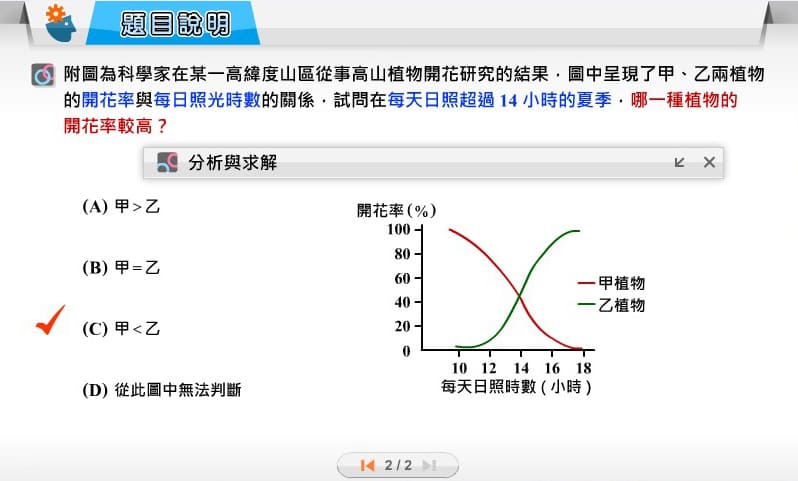 題目說明
附圖為科學家在某一高緯度山區從事高山植物開花研究的結果，圖中呈現了甲、乙兩植物
的開花率與每日照光時數的關係，試問在每天日照超過 14 小時的夏季，哪一種植物的
開花率較高？
分析與求解
(A) 甲>乙
(B) 甲=乙
(C) 甲<乙
(D) 從此圖中無法判斷
開花率(%)
100
80
60
40
20
0
10 12 14 16 18
每天日照時數(小時)
甲植物
乙植物
2/2